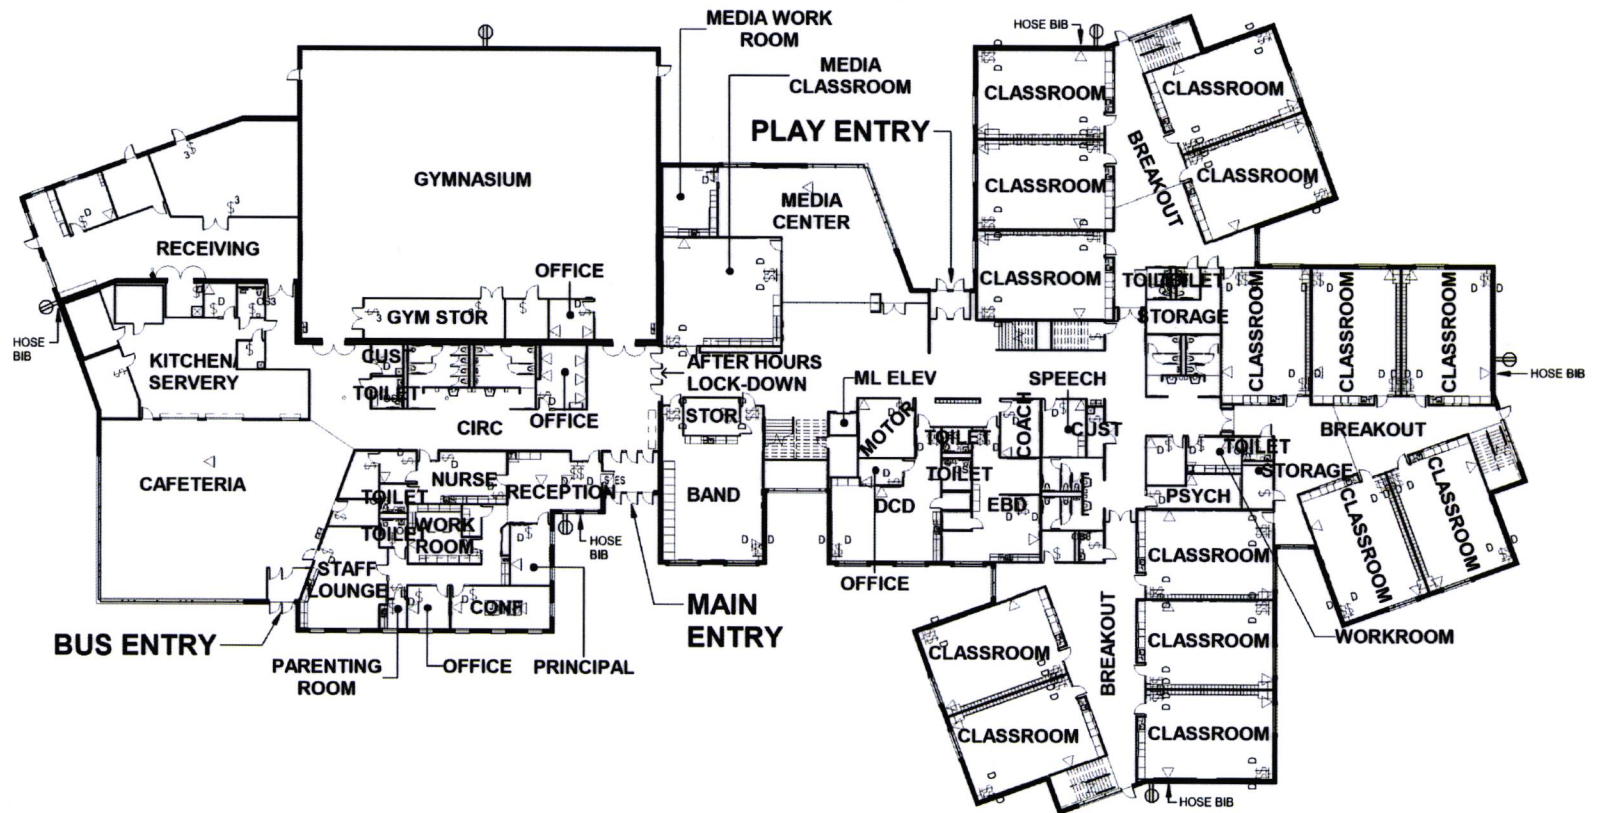 MEDIA WORK
ROOM
HOSE BIB
MEDIA
CLASSROOM
PLAY ENTRY
CLASSROOM
CLASSROOM
CLASSROOM
CLASSROOM
CLASSROOM
BREAKOUT
GYMNASIUM
MEDIA
CENTER
RECEIVING
OFFICE
GYM STOR
TOILET
TOILET
STORAGE
CLASSROOM
CLASSROOM
CLASSROOM
HOSE
BIB
KITCHEN/
SERVERY
CUST
TOILET
OFFICE
AFTER HOURS
LOCK-DOWN
ML ELEV
SPEECH
HOSE BIB
STOR
MOTOR
COACH
CUST
CIRC
TOILET
TOILET
TOILET
STORAGE
BREAKOUT
CAFETERIA
NURSE
RECEPTION
BAND
DCD
EBD
PSYCH
CLASSROOM
CLASSROOM
TOILET
TOILET
WORK
ROOM
HOSE
BIB
STAFF
LOUNGE
CONF
OFFICE
MAIN
ENTRY
BUS ENTRY
PARENTING
ROOM
OFFICE
PRINCIPAL
CLASSROOM
CLASSROOM
CLASSROOM
CLASSROOM
CLASSROOM
BREAKOUT
WORKROOM
HOSE BIB